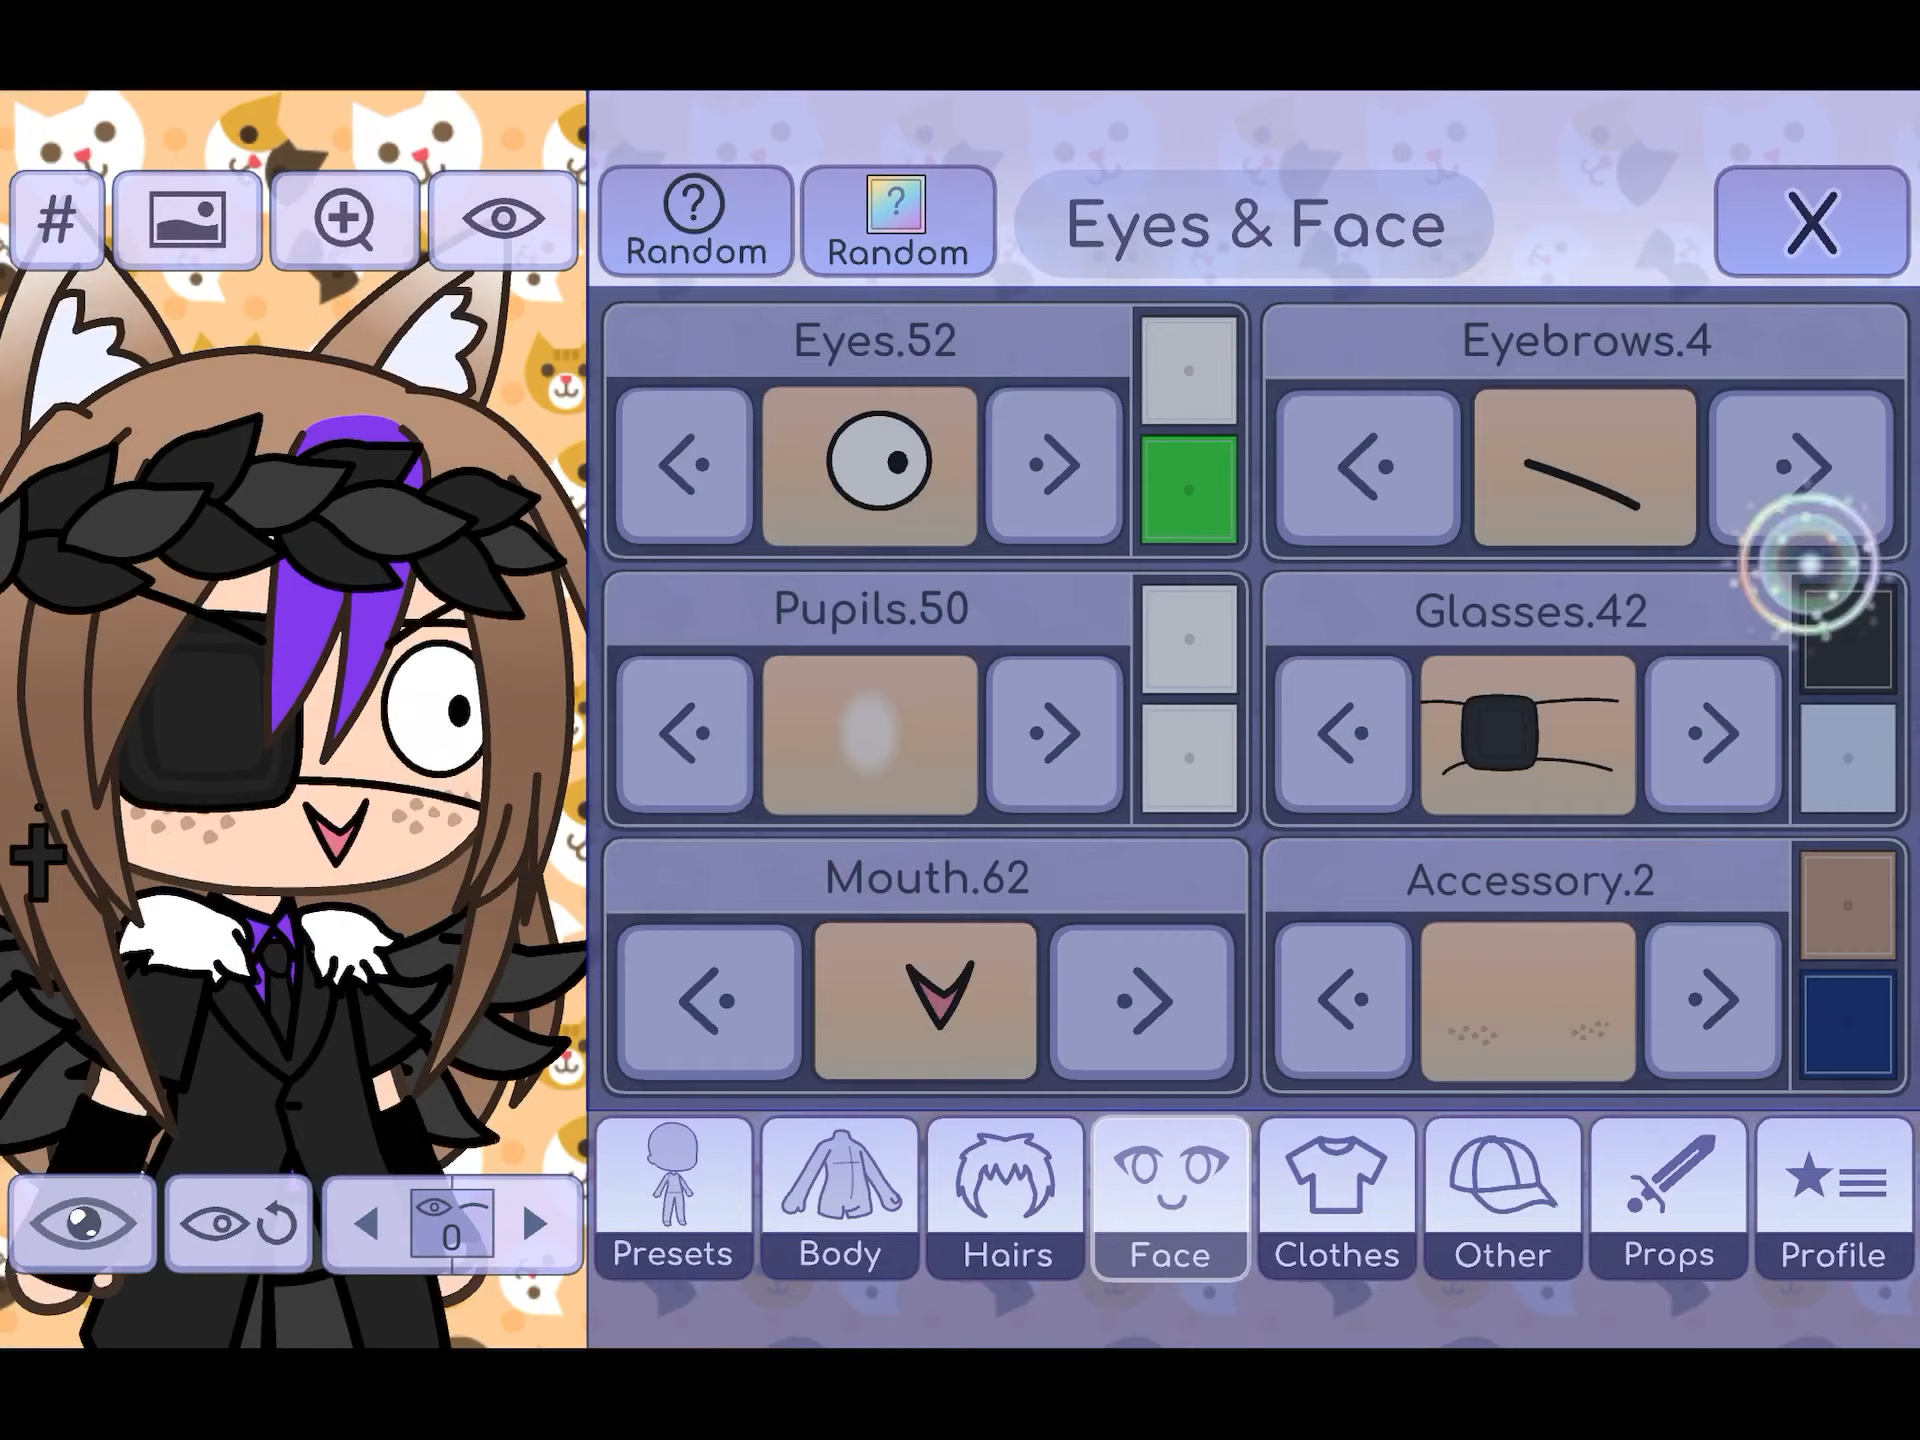 #
? Random
? Random
Eyes & Face
X
Eyes.52
Eyebrows.4
Pupils.50
Glasses.42
Mouth.62
Accessory.2
0
Presets
Body
Hairs
Face
Clothes
Other
Props
Profile